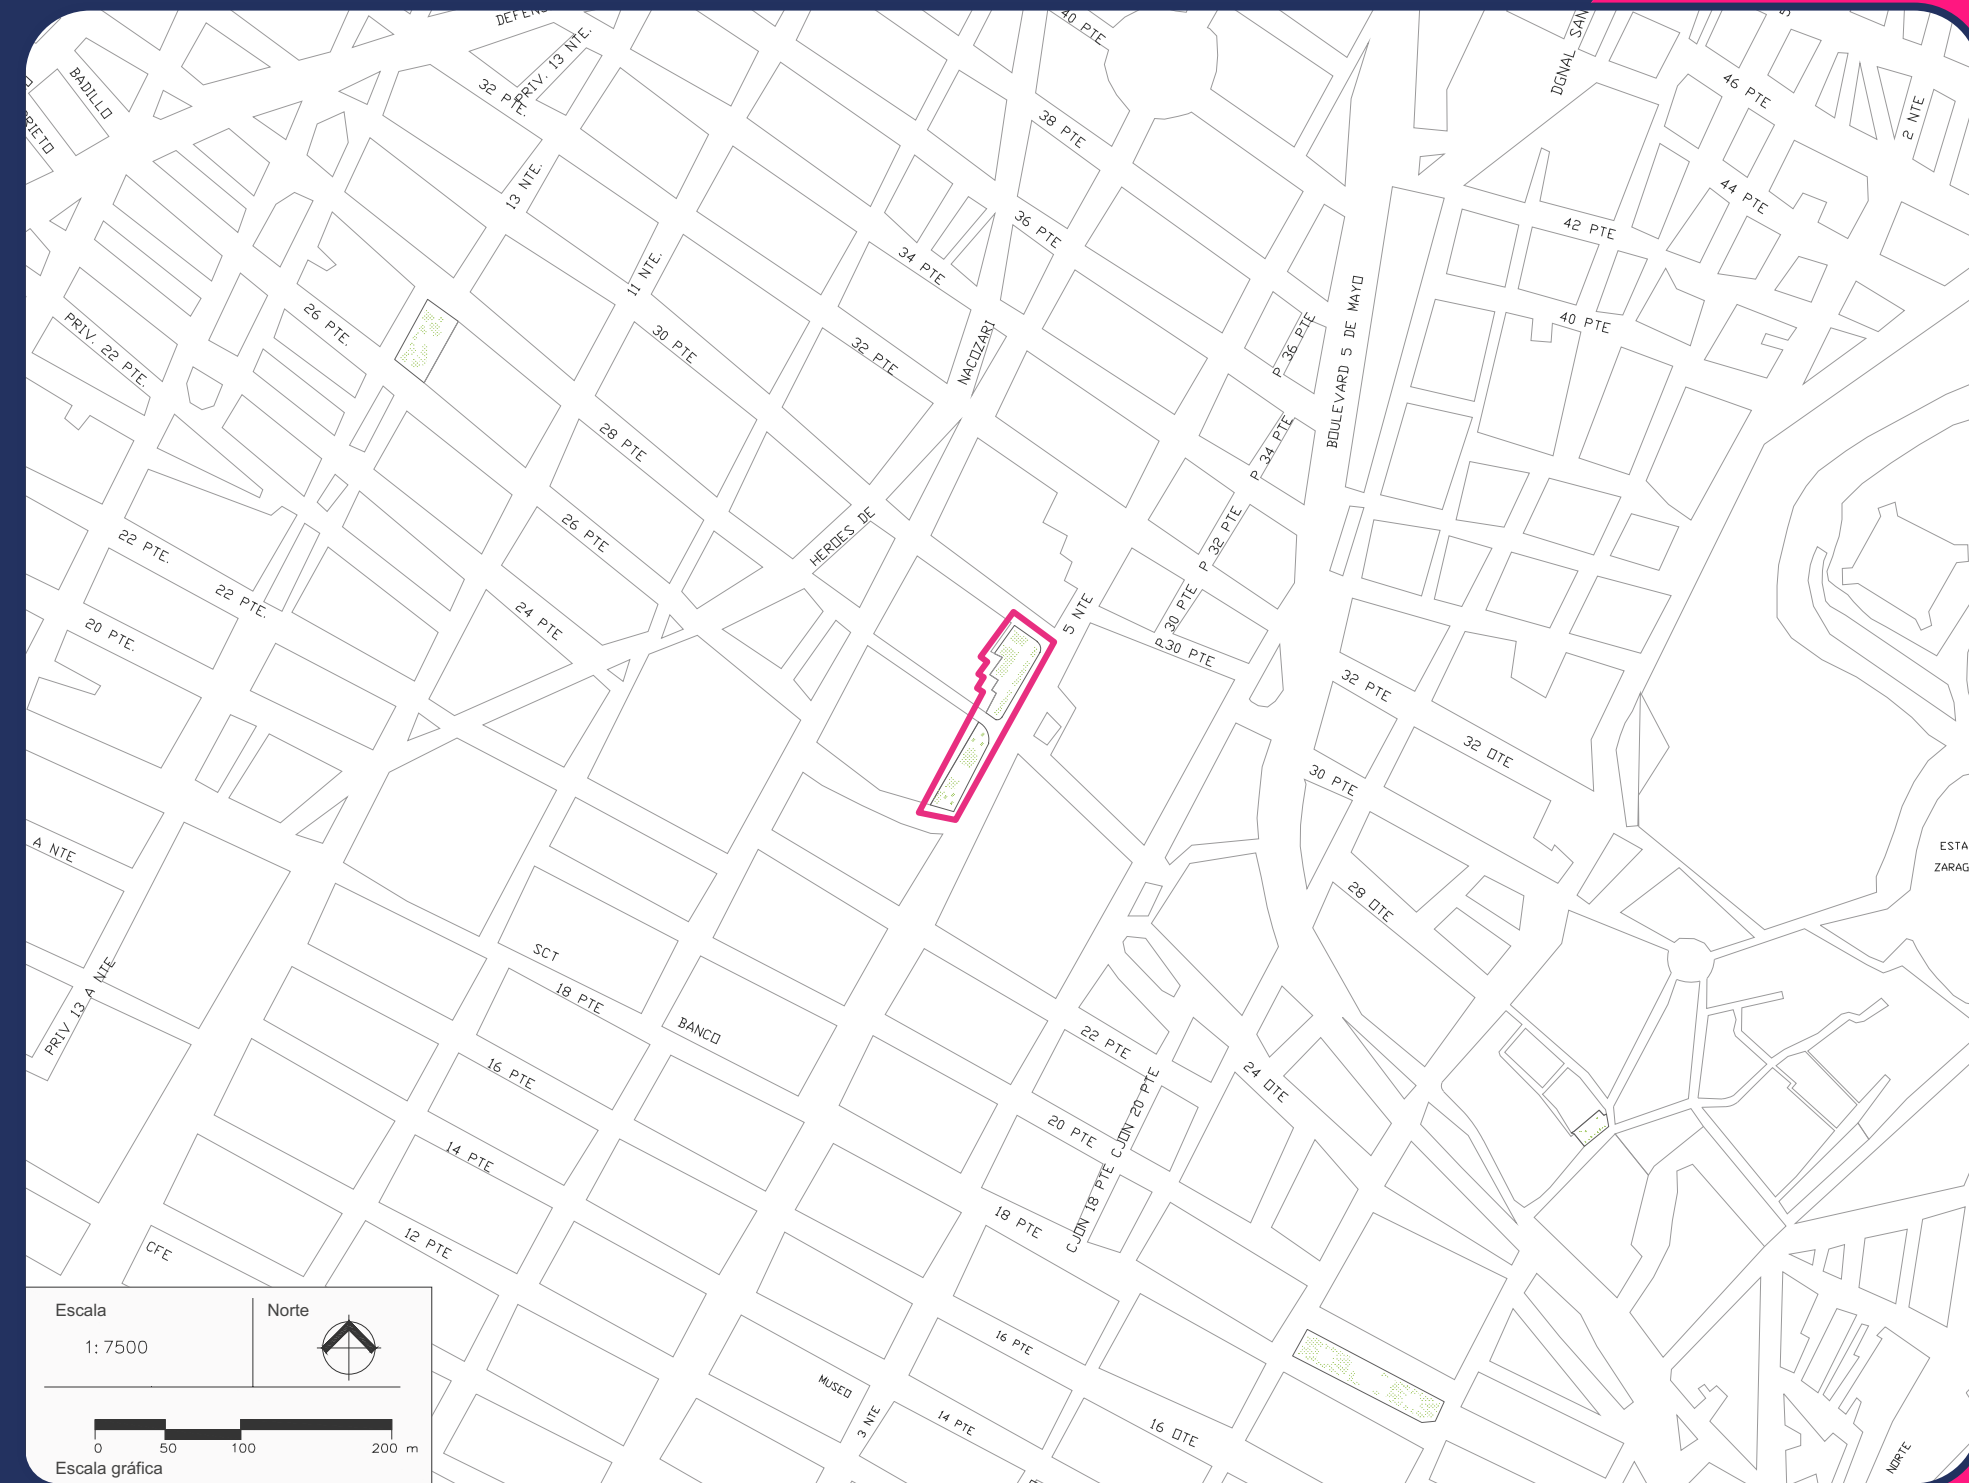 40 PTE
PRIV. 13 NTE.
BADILLO
32 PTE.
DGNAL SAN
46 PTE
2 NTE
38 PTE
13 NTE.
44 PTE
36 PTE
42 PTE
34 PTE
11 NTE.
BOULEVARD 5 DE MAYO
26 PTE.
PRIV. 22 PTE.
30 PTE
32 PTE
NACOZARI
P 36 PTE
40 PTE
28 PTE
P 34 PTE
26 PTE
HEROES DE
P 32 PTE
22 PTE.
22 PTE.
20 PTE.
24 PTE
5 NTE
P 30 PTE
P.30 PTE
32 PTE
32 OTE
30 PTE
A NTE
ESTA
ZARAG
28 OTE
SCT
18 PTE
PRIV 13 A NTE
BANCO
22 PTE
16 PTE
24 OTE
CJON 20 PTE
20 PTE
14 PTE
CJON 18 PTE
18 PTE
12 PTE
CFE
16 PTE
MUSEO
3 NTE
14 PTE
16 OTE
NORTE
Escala
Norte
1:7500
0 50 100 200 m
Escala gráfica